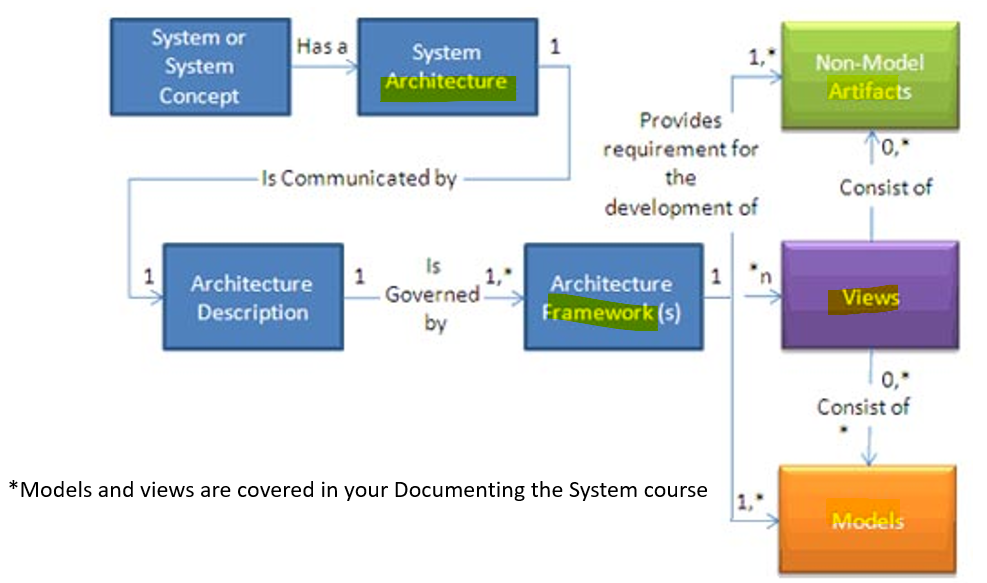 System or
System
Concept
Has a
System
Architecture
1
Is Communicated by
1
Architecture
Description
1
Is
Governed
by
1,*
Architecture
Framework(s)
1
Provides
requirement for
the
development of
1,*
Non-Model
Artifacts
0,*
Consist of
*n
Views
0,*
Consist of
*
1,*
Models
*Models and views are covered in your Documenting the System course